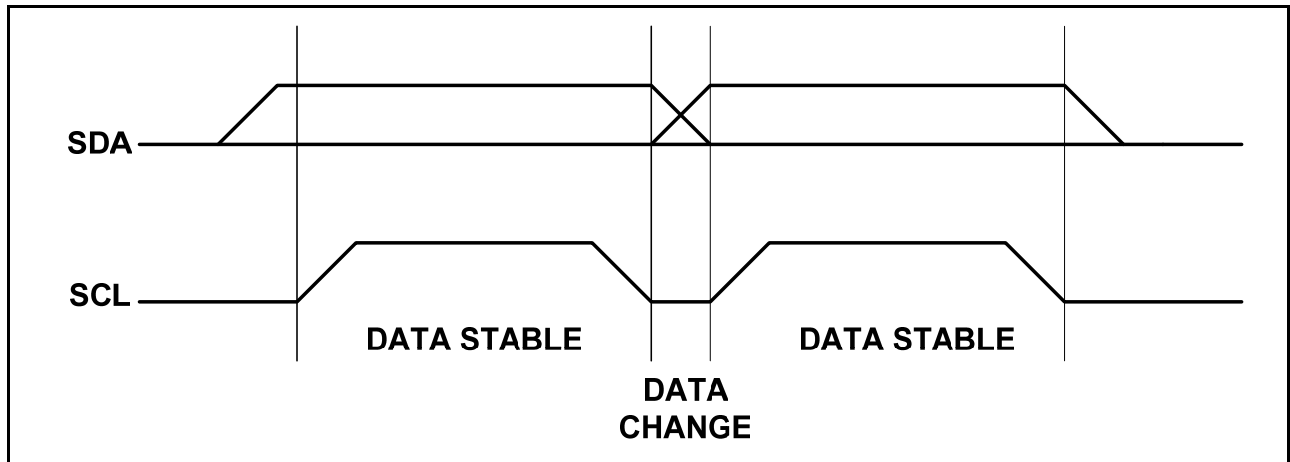 SDA
SCL
DATA STABLE
DATA STABLE
DATA
CHANGE